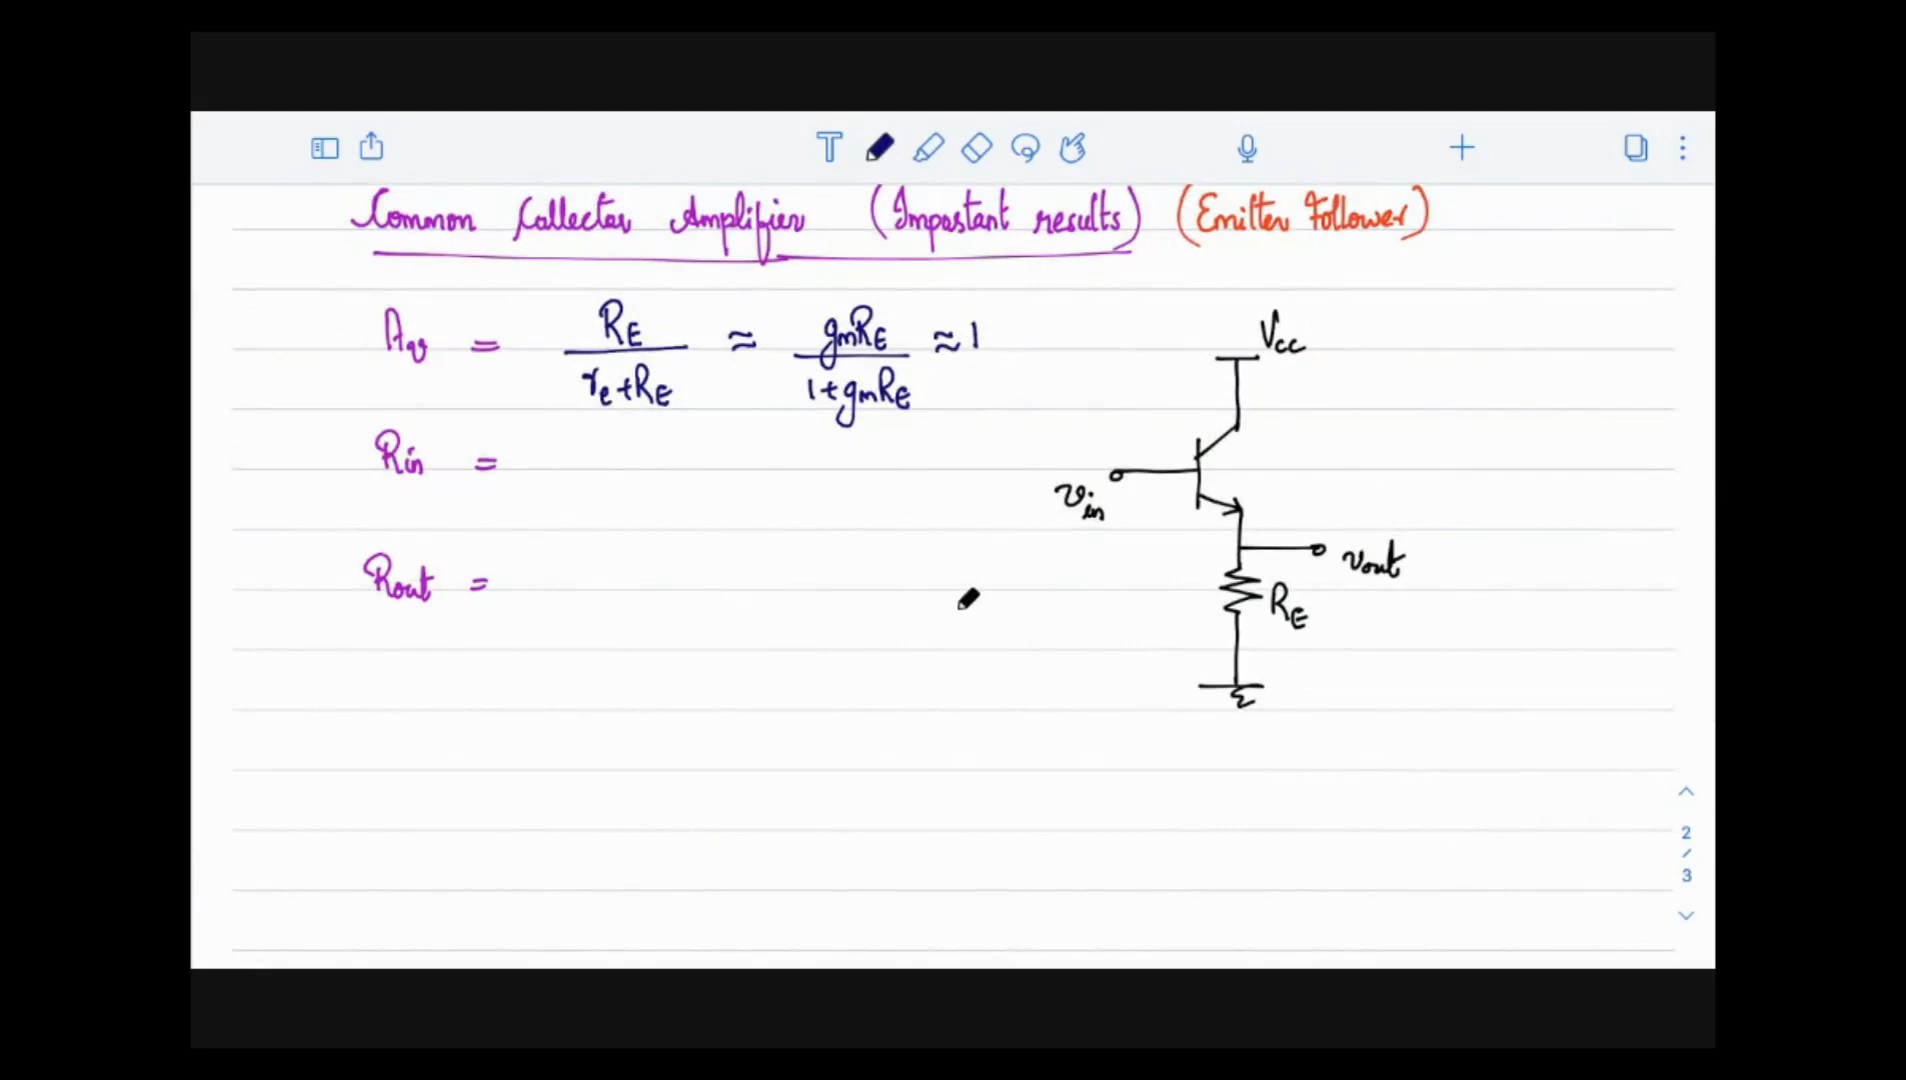 Common Collector Amplifier (Important results) (Emitter Follower)
Av = RE / (re + RE) ≈ gmRE / (1 + gmRE) ≈ 1
Vcc
Rin =
vin
vout
Rout =
RE
2
/
3